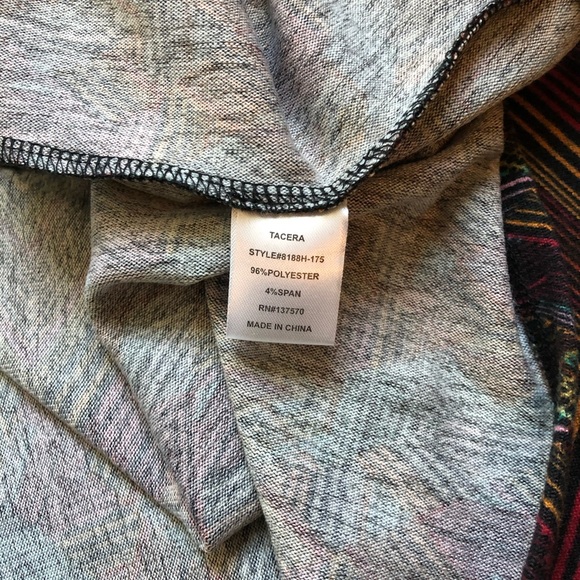 TACERA
STYLE#8188H-175
96%POLYESTER
4%SPAN
RN#137570
MADE IN CHINA